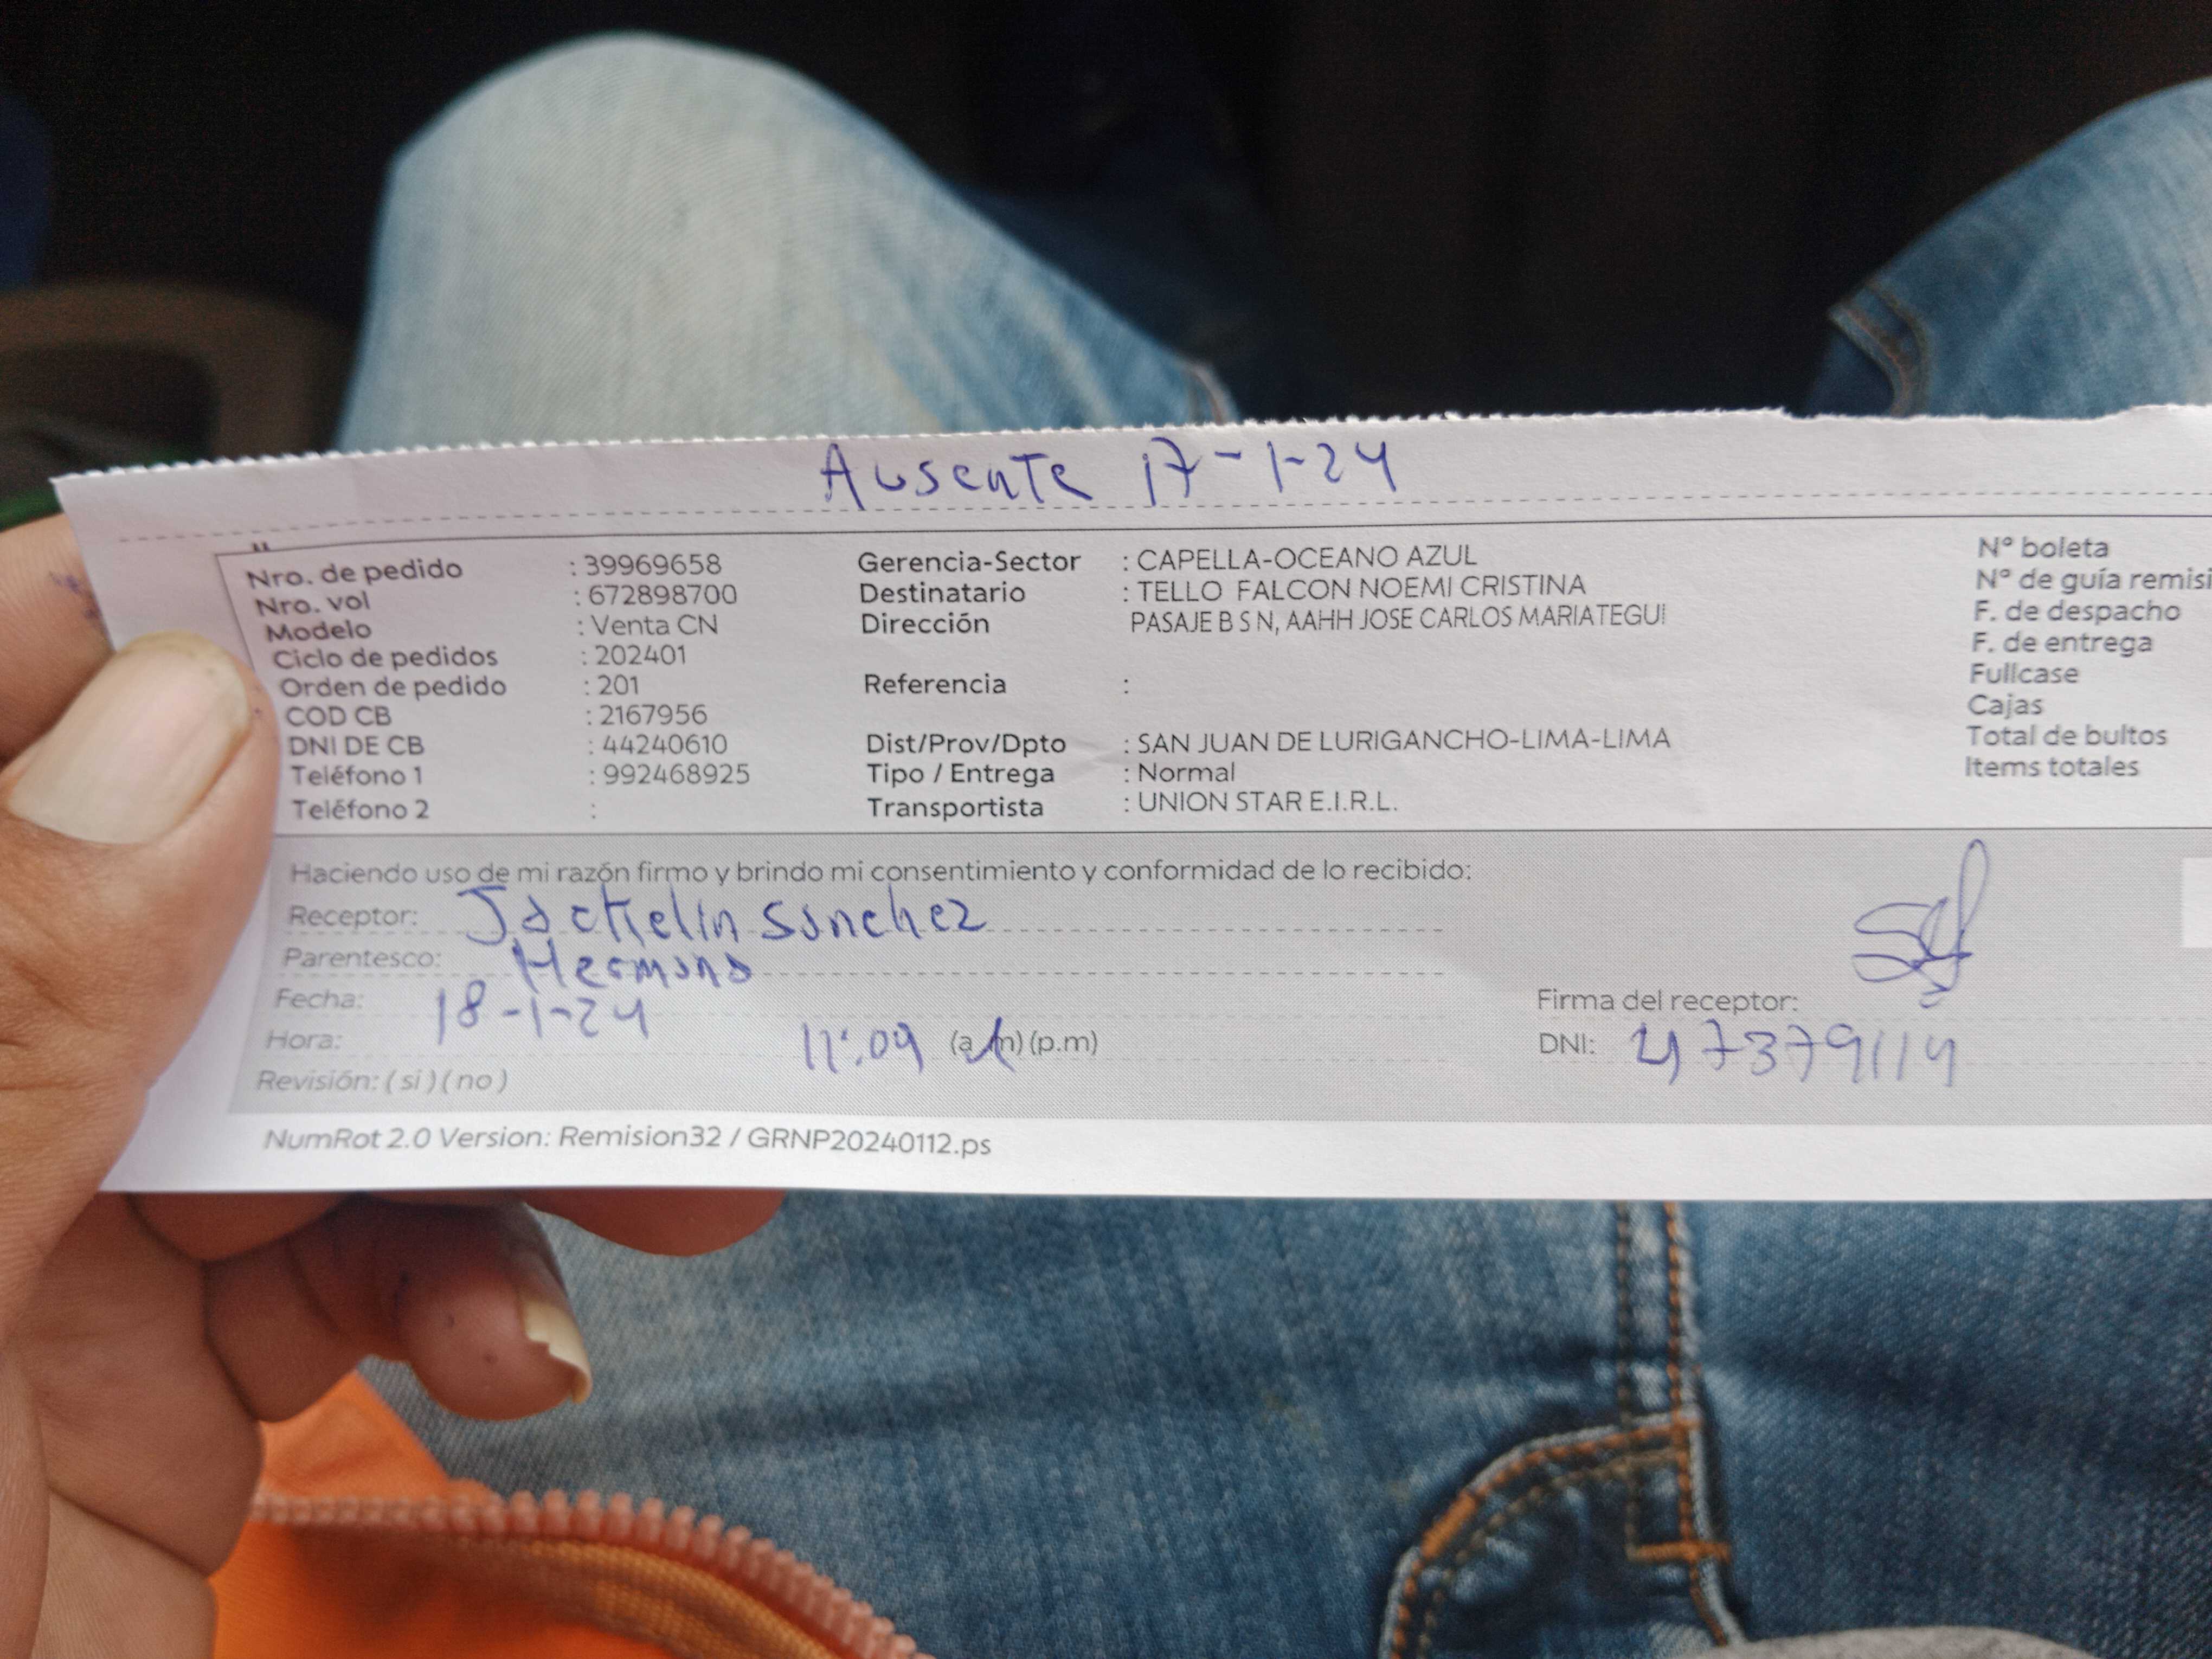 Ausente 17-1-24
Nro. de pedido : 39969658
Nro. vol : 672898700
Modelo : Venta CN
Ciclo de pedidos : 202401
Orden de pedido : 201
COD CB : 2167956
DNI DE CB : 44240610
Teléfono 1 : 992468925
Teléfono 2 :
Gerencia-Sector : CAPELLA-OCEANO AZUL
Destinatario : TELLO FALCON NOEMI CRISTINA
Dirección PASAJE B S N, AAHH JOSE CARLOS MARIATEGUI
Referencia :
Dist/Prov/Dpto : SAN JUAN DE LURIGANCHO-LIMA-LIMA
Tipo / Entrega : Normal
Transportista : UNION STAR E.I.R.L.
N° boleta
N° de guía remisi
F. de despacho
F. de entrega
Fullcase
Cajas
Total de bultos
Items totales
Haciendo uso de mi razón firmo y brindo mi consentimiento y conformidad de lo recibido:
Receptor: Jackelin Sanchez
Parentesco: Hermana
Fecha: 18-1-24
Hora: 11:09 (a.m) (p.m)
Revisión: ( si ) ( no )
Firma del receptor:
DNI: 47379114
NumRot 2.0 Version: Remision32 / GRNP20240112.ps